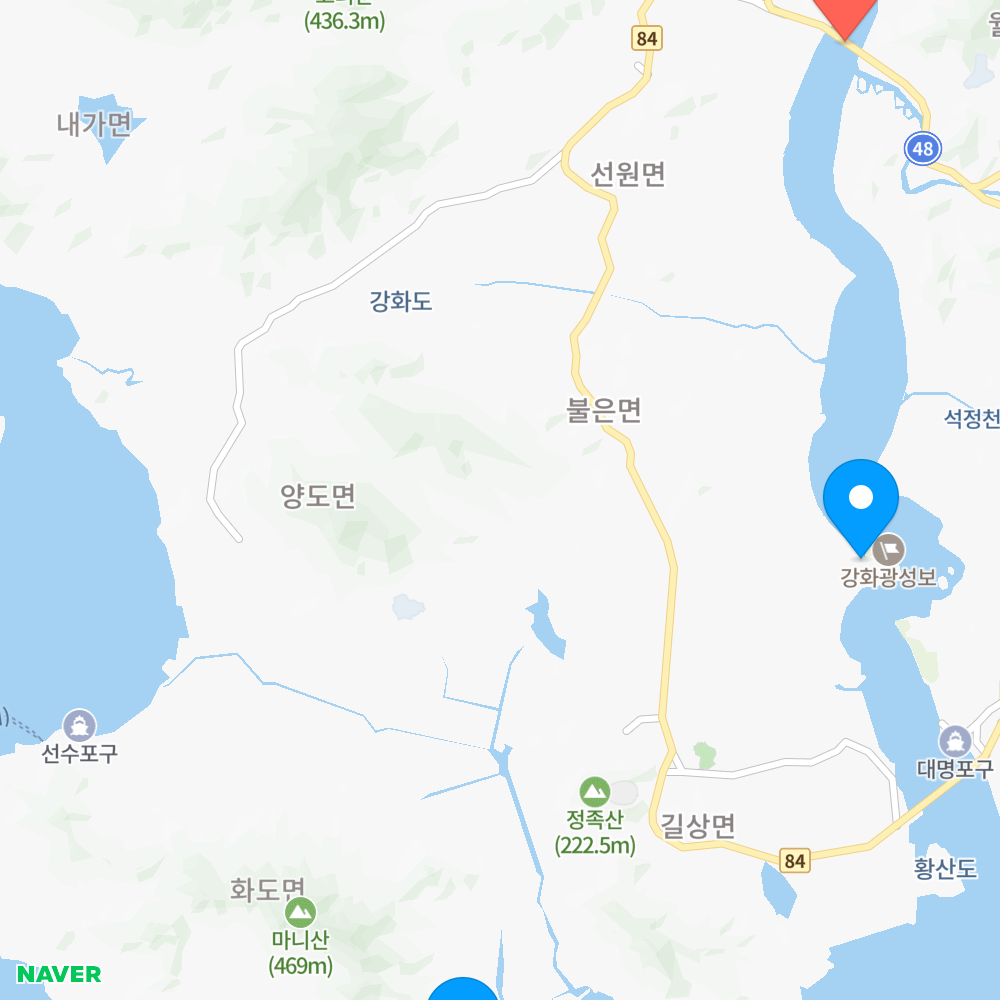 (436.3m)
84
내가면
48
선원면
강화도
불은면
석정천
양도면
강화광성보
선수포구
대명포구
정족산
(222.5m)
길상면
84
황산도
화도면
마니산
(469m)
NAVER